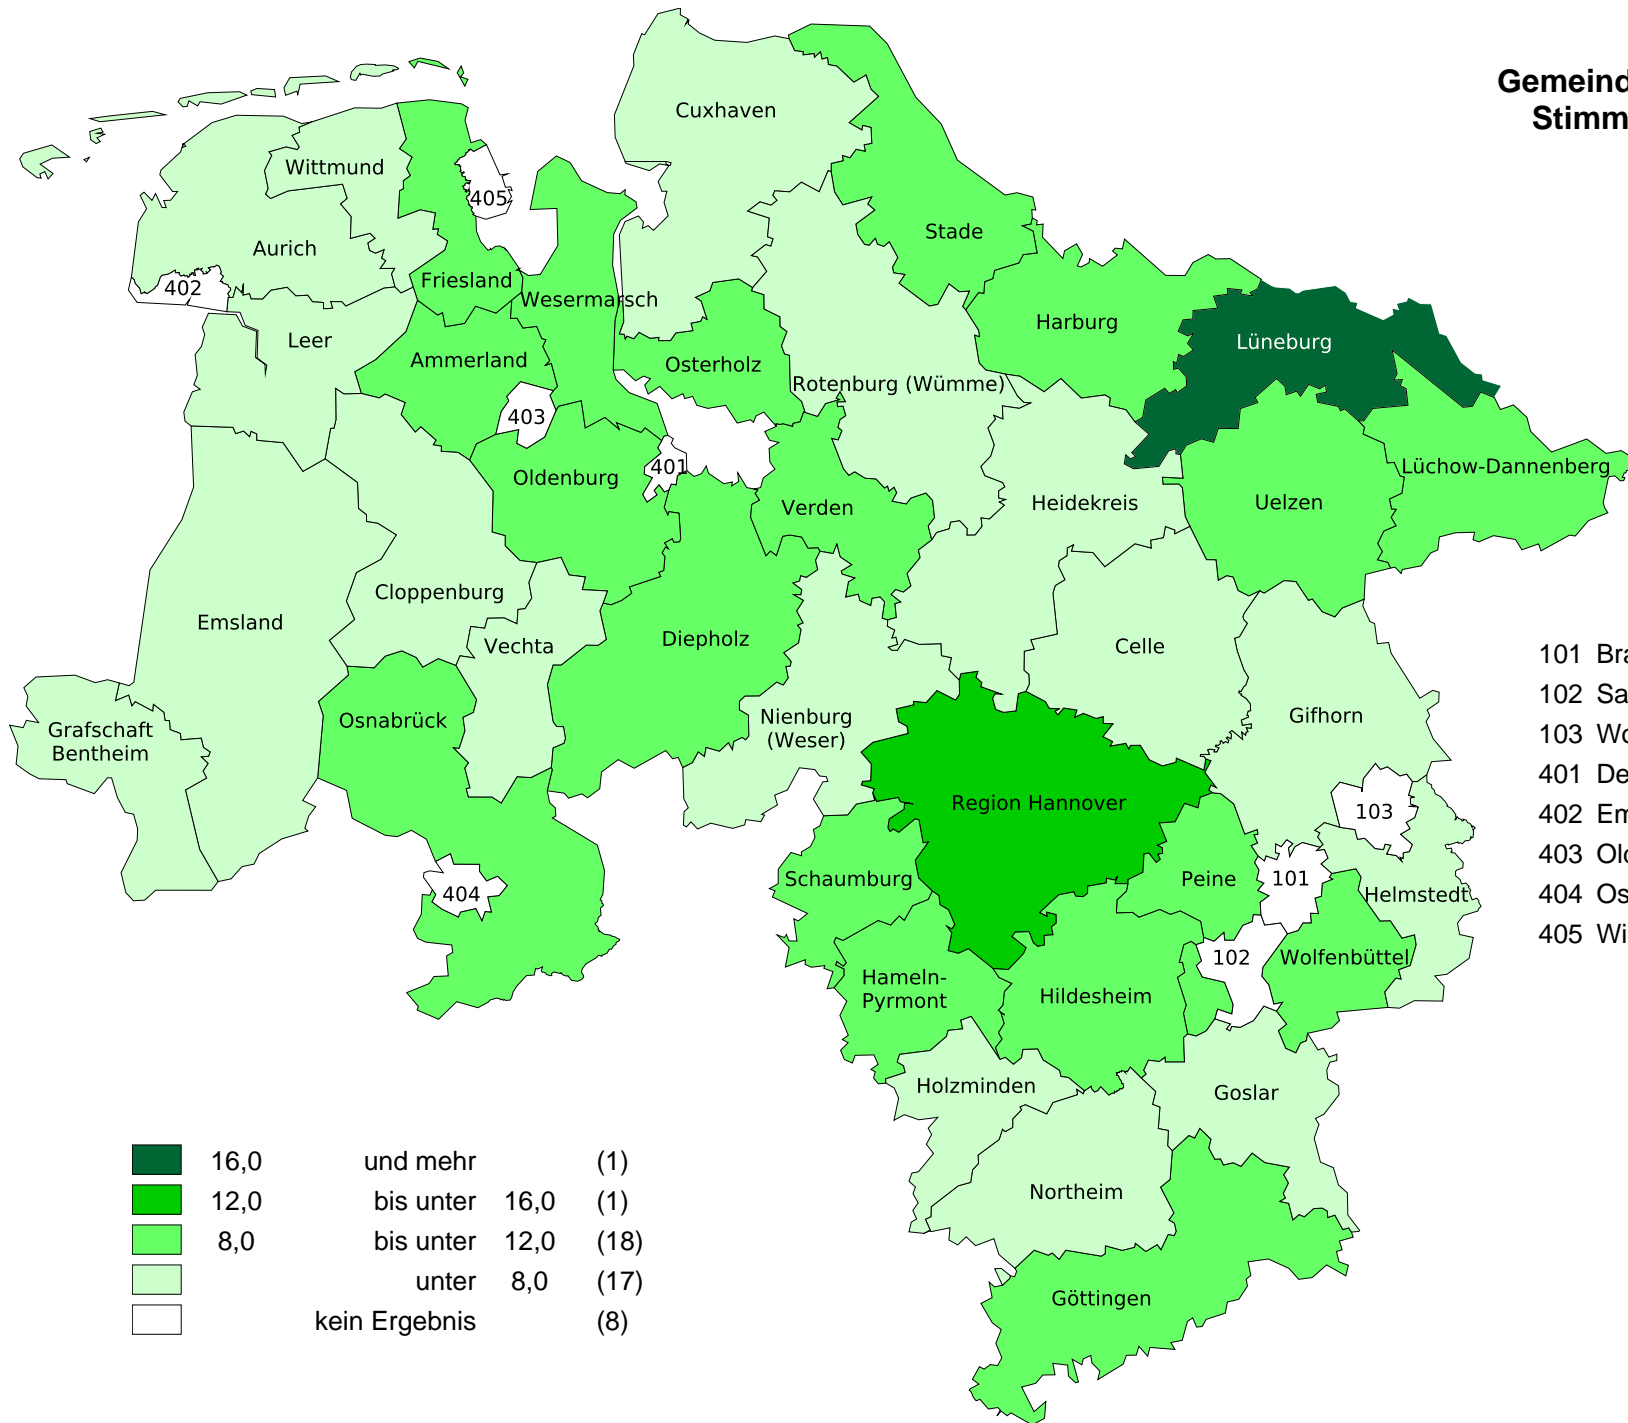 Gemeind
Stimm
Cuxhaven
Wittmund
405
Stade
Aurich
Friesland
402
Wesermarsch
Harburg
Leer
Lüneburg
Ammerland
Osterholz
Rotenburg (Wümme)
403
401
Lüchow-Dannenberg
Oldenburg
Verden
Heidekreis
Uelzen
Cloppenburg
Emsland
Diepholz
Vechta
Celle
Osnabrück
Nienburg
(Weser)
Gifhorn
Grafschaft
Bentheim
Region Hannover
103
Schaumburg
Peine
101
404
Helmstedt
102
Wolfenbüttel
Hameln-
Pyrmont
Hildesheim
Holzminden
Goslar
Northeim
Göttingen
101 Bra
102 Sa
103 Wo
401 De
402 Em
403 Old
404 Os
405 Wi
16,0 und mehr (1)
12,0 bis unter 16,0 (1)
8,0 bis unter 12,0 (18)
unter 8,0 (17)
kein Ergebnis (8)